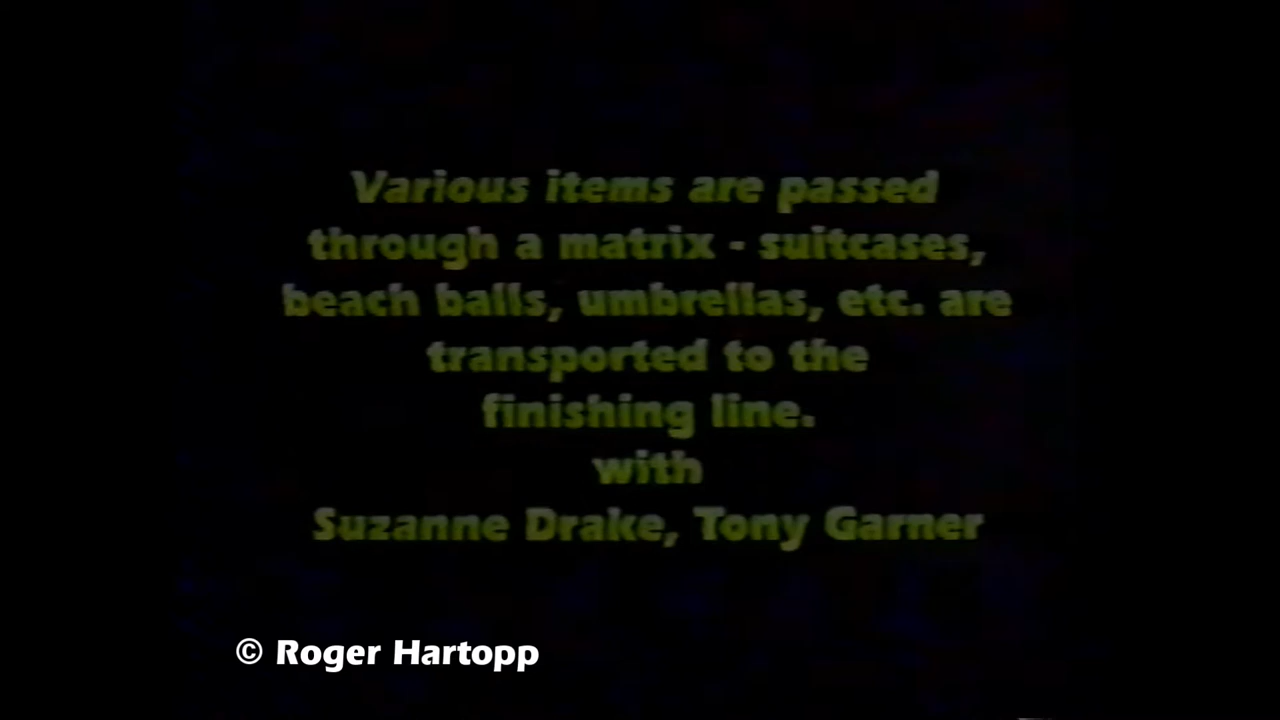 Various items are passed
through a matrix - suitcases,
beach balls, umbrellas, etc. are
transported to the
finishing line.
with
Suzanne Drake, Tony Garner
© Roger Hartopp